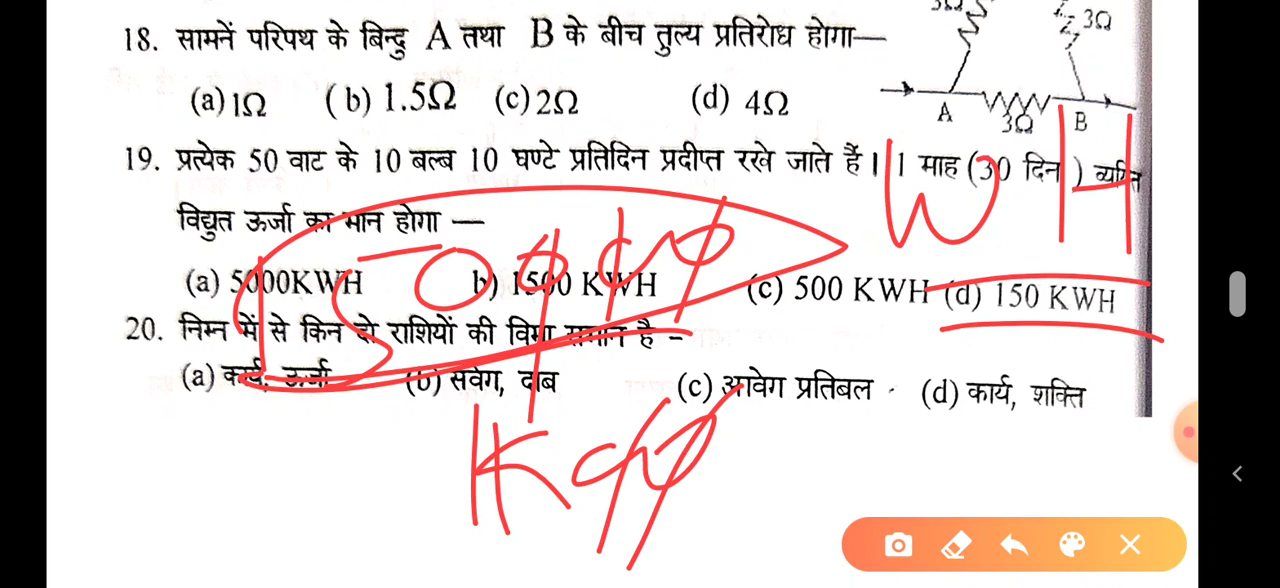 3Ω 3Ω
18. सामनें परिपथ के बिन्दु A तथा B के बीच तुल्य प्रतिरोध होगा—
(a) 1Ω (b) 1.5Ω (c) 2Ω (d) 4Ω
A 3Ω B
19. प्रत्येक 50 वाट के 10 बल्ब 10 घण्टे प्रतिदिन प्रदीप्त रखे जाते हैं। 1 माह (30 दिन) व्ययित
विद्युत ऊर्जा का मान होगा —
(a) 5000KWH b) 1500 KWH (c) 500 KWH (d) 150 KWH
20. निम्न में से किन दो राशियों की विमा समान है -
(a) कार्य, ऊर्जा (b) संवेग, दाब (c) आवेग प्रतिबल (d) कार्य, शक्ति
WH
K